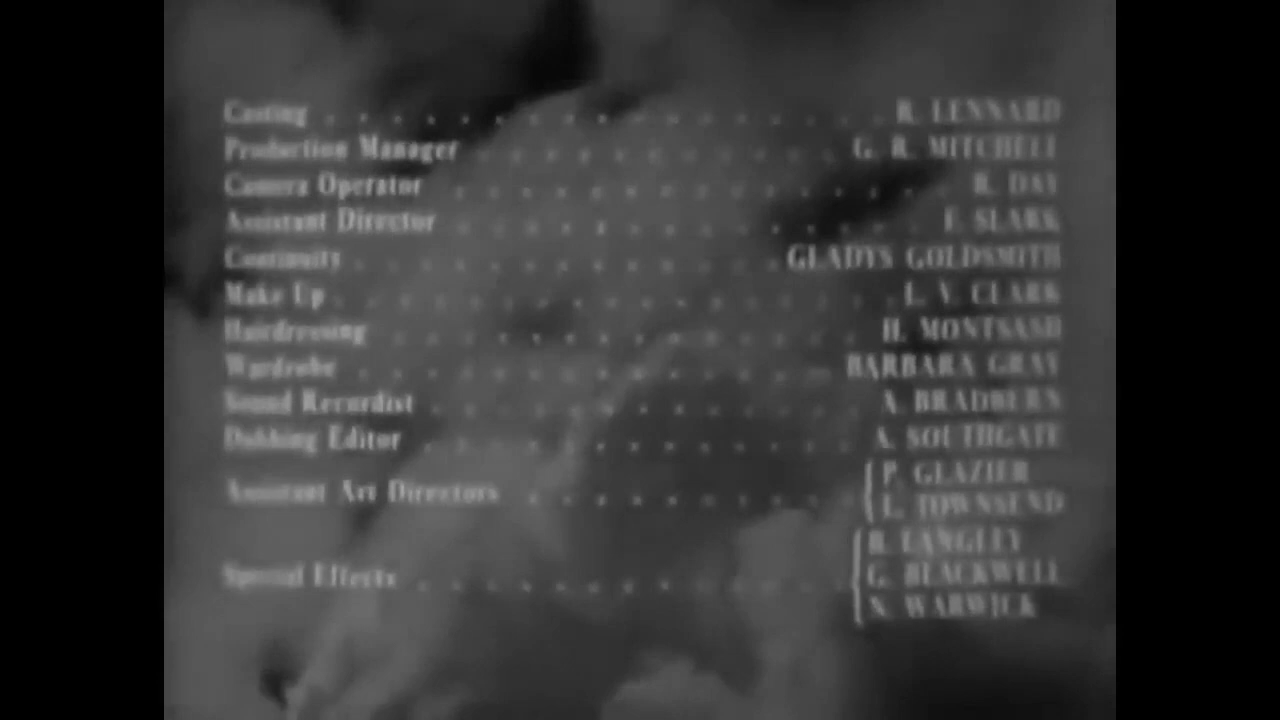 Casting . . . . . . . . . . . . . . . . . R. LENNARD
Production Manager . . . . . . . . . . . . . G. R. MITCHELL
Camera Operator . . . . . . . . . . . . . . . R. DAY
Assistant Director . . . . . . . . . . . . . . F. SLARK
Continuity . . . . . . . . . . . . . GLADYS GOLDSMITH
Make Up . . . . . . . . . . . . . . . . . L. V. CLARK
Hairdressing . . . . . . . . . . . . . . H. MONTSASH
Wardrobe . . . . . . . . . . . . . . BARBARA GRAY
Sound Recordist . . . . . . . . . . . . . A. BRADBURN
Dubbing Editor . . . . . . . . . . . . . A. SOUTHGATE
Assistant Art Directors . . . . . . . . . . P. GLAZIER
L. TOWNSEND
Special Effects . . . . . . . . . . . . . R. LANGLEY
G. BLACKWELL
N. WARWICK